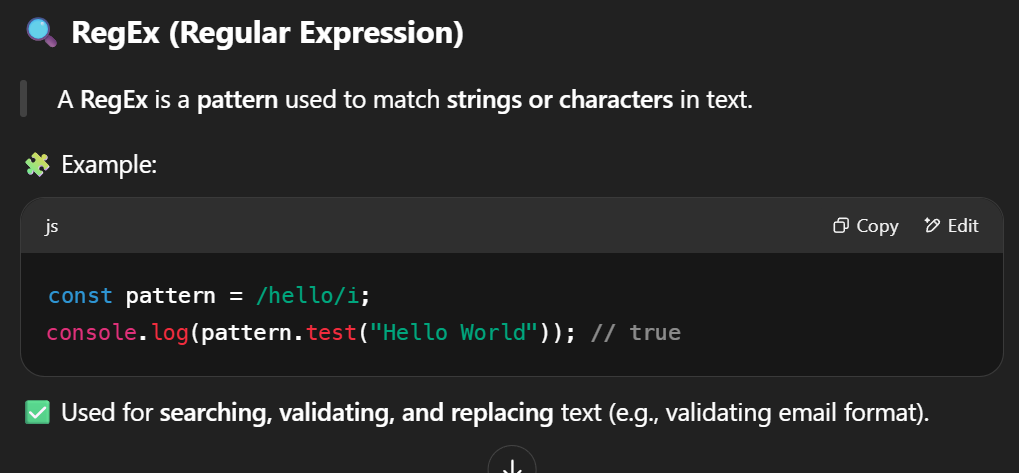 🔍 RegEx (Regular Expression)
A RegEx is a pattern used to match strings or characters in text.
🧩 Example:
js Copy Edit
const pattern = /hello/i;
console.log(pattern.test("Hello World")); // true
✅ Used for searching, validating, and replacing text (e.g., validating email format).